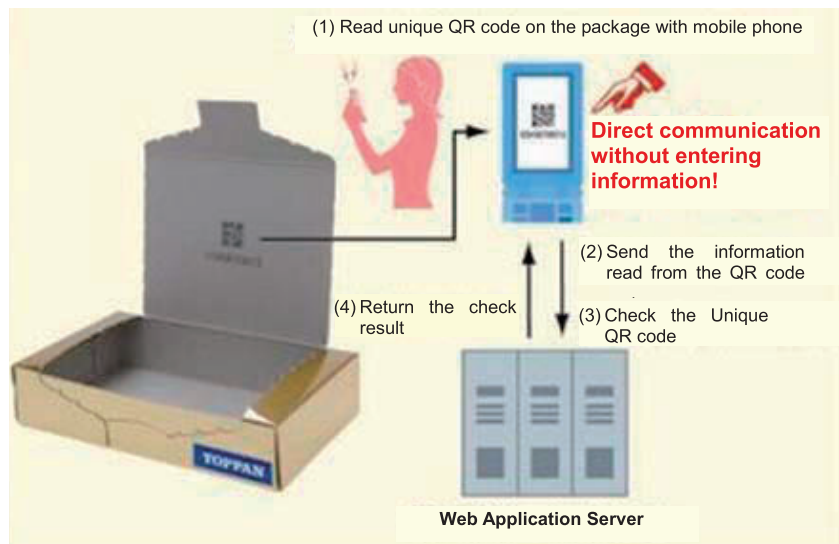 (1) Read unique QR code on the package with mobile phone
Direct communication
without entering
information!
(2) Send the information
read from the QR code
(4) Return the check
result
(3) Check the Unique
QR code
TOPPAN
Web Application Server